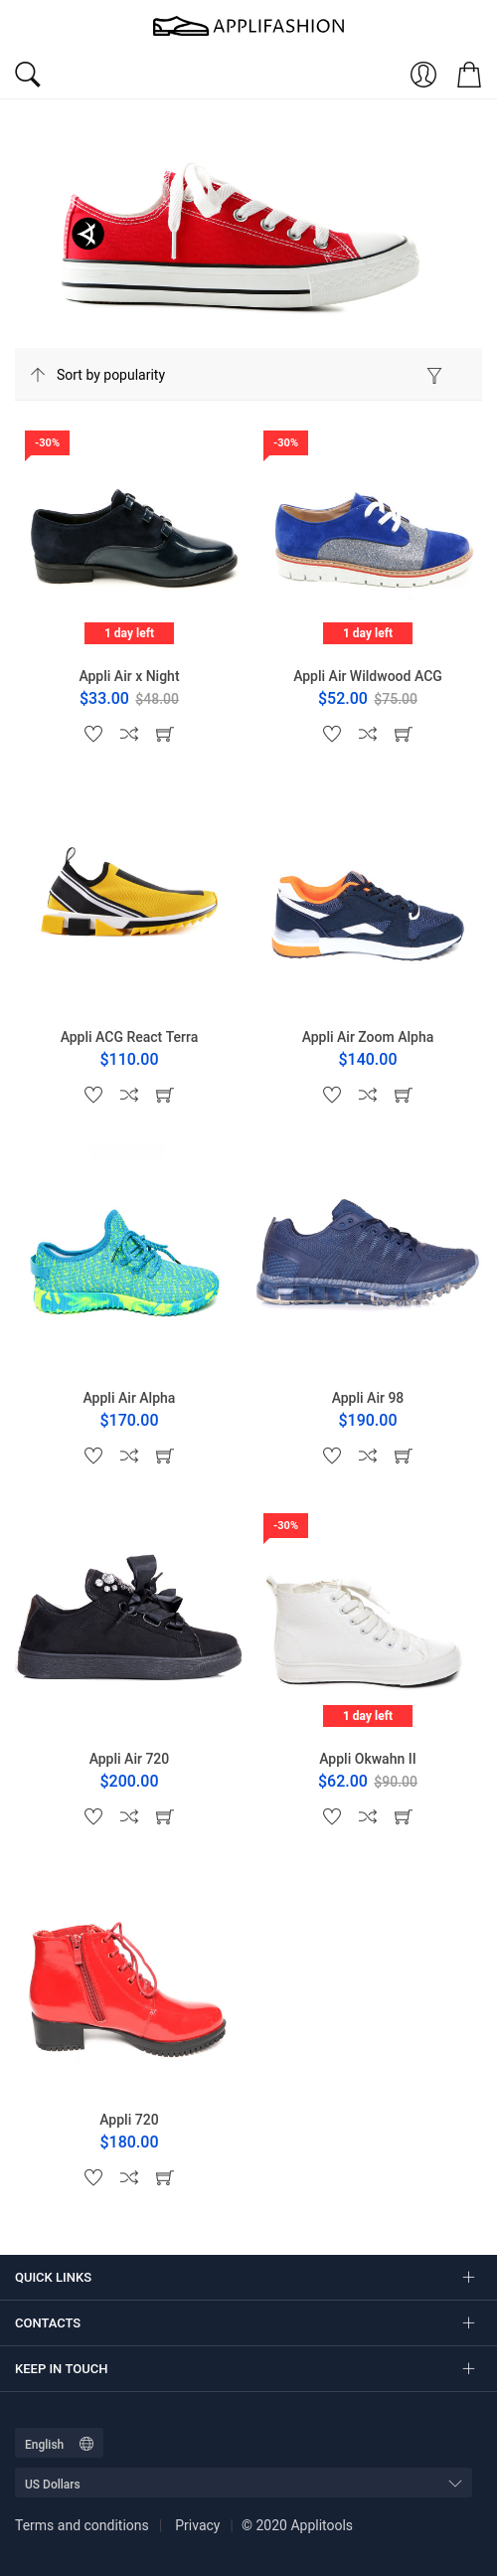 APPLIFASHION
Sort by popularity
-30%
-30%
1 day left
1 day left
Appli Air x Night
$33.00 $48.00
Appli Air Wildwood ACG
$52.00 $75.00
Appli ACG React Terra
$110.00
Appli Air Zoom Alpha
$140.00
Appli Air Alpha
$170.00
Appli Air 98
$190.00
-30%
1 day left
Appli Air 720
$200.00
Appli Okwahn II
$62.00 $90.00
Appli 720
$180.00
QUICK LINKS
CONTACTS
KEEP IN TOUCH
English
US Dollars
Terms and conditions Privacy © 2020 Applitools